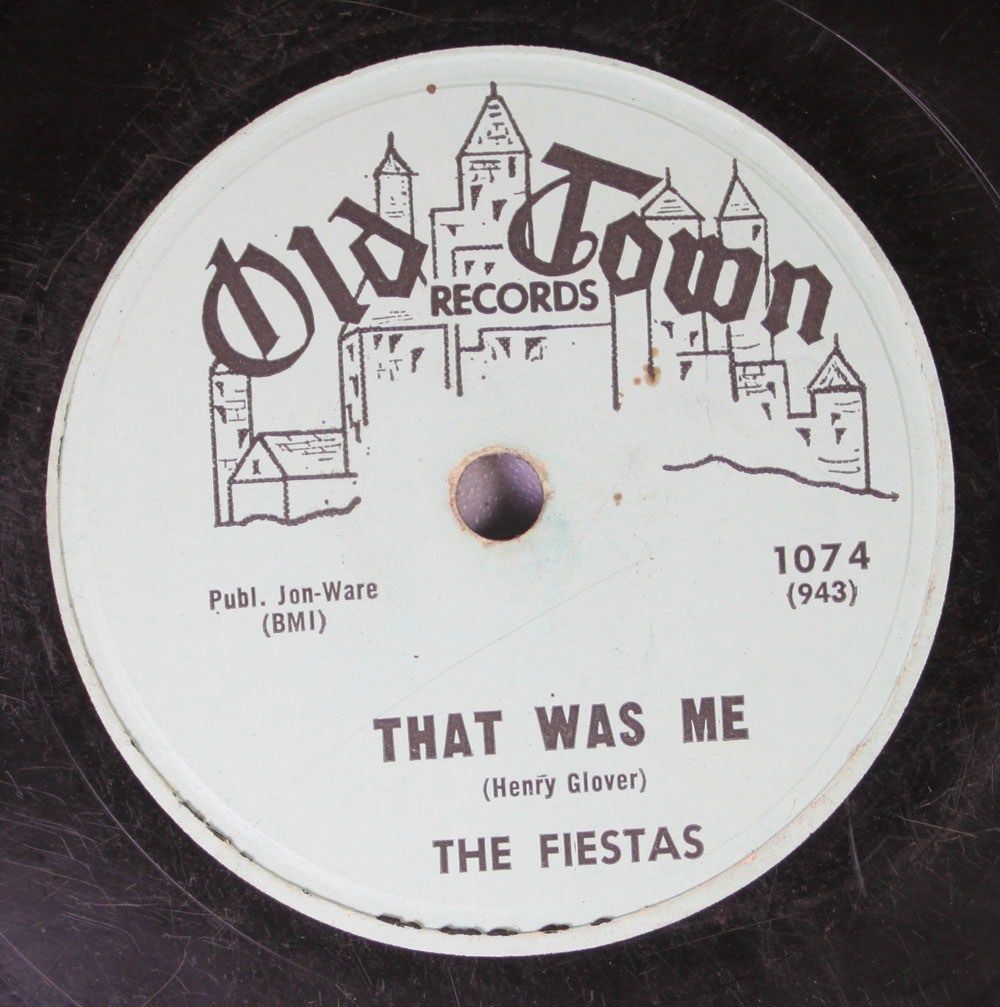 Old Town
RECORDS
1074
(943)
Publ. Jon-Ware
(BMI)
THAT WAS ME
(Henry Glover)
THE FIESTAS